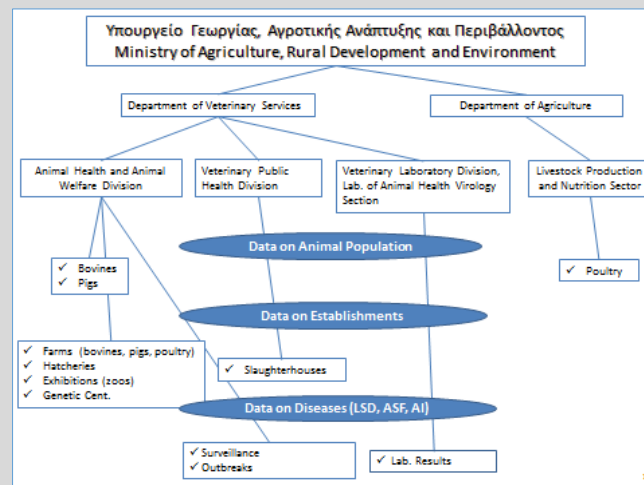 Υπουργείο Γεωργίας, Αγροτικής Ανάπτυξης και Περιβάλλοντος
Ministry of Agriculture, Rural Development and Environment
Department of Veterinary Services
Department of Agriculture
Animal Health and Animal
Welfare Division
Veterinary Public
Health Division
Veterinary Laboratory Division,
Lab. of Animal Health Virology
Section
Livestock Production
and Nutrition Sector
Data on Animal Population
✓ Bovines
✓ Pigs
✓ Poultry
Data on Establishments
✓ Farms (bovines, pigs, poultry)
✓ Hatcheries
✓ Exhibitions (zoos)
✓ Genetic Cent.
✓ Slaughterhouses
Data on Diseases (LSD, ASF, AI)
✓ Surveillance
✓ Outbreaks
✓ Lab. Results